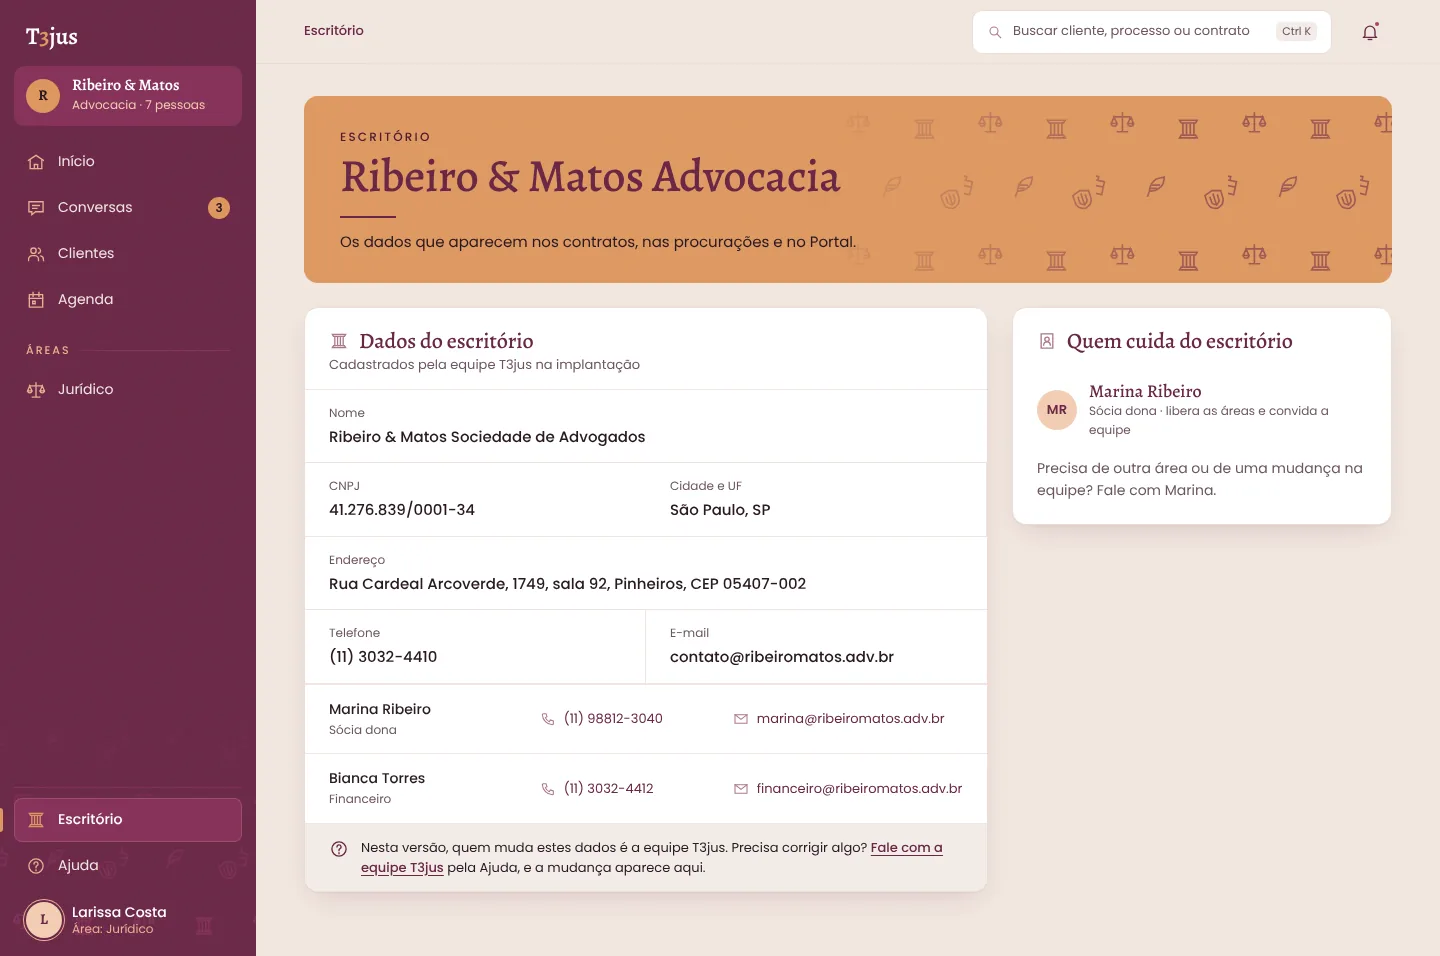 T3jus
R
Ribeiro & Matos
Advocacia · 7 pessoas
Início
Conversas
3
Clientes
Agenda
ÁREAS
Jurídico
Escritório
Ajuda
L
Larissa Costa
Área: Jurídico
Escritório
Buscar cliente, processo ou contrato
Ctrl K
ESCRITÓRIO
Ribeiro & Matos Advocacia
Os dados que aparecem nos contratos, nas procurações e no Portal.
Dados do escritório
Cadastrados pela equipe T3jus na implantação
Nome
Ribeiro & Matos Sociedade de Advogados
CNPJ
41.276.839/0001-34
Cidade e UF
São Paulo, SP
Endereço
Rua Cardeal Arcoverde, 1749, sala 92, Pinheiros, CEP 05407-002
Telefone
(11) 3032-4410
E-mail
contato@ribeiromatos.adv.br
Marina Ribeiro
Sócia dona
(11) 98812-3040
marina@ribeiromatos.adv.br
Bianca Torres
Financeiro
(11) 3032-4412
financeiro@ribeiromatos.adv.br
Nesta versão, quem muda estes dados é a equipe T3jus. Precisa corrigir algo? Fale com a
equipe T3jus pela Ajuda, e a mudança aparece aqui.
Quem cuida do escritório
MR
Marina Ribeiro
Sócia dona · libera as áreas e convida a
equipe
Precisa de outra área ou de uma mudança na
equipe? Fale com Marina.